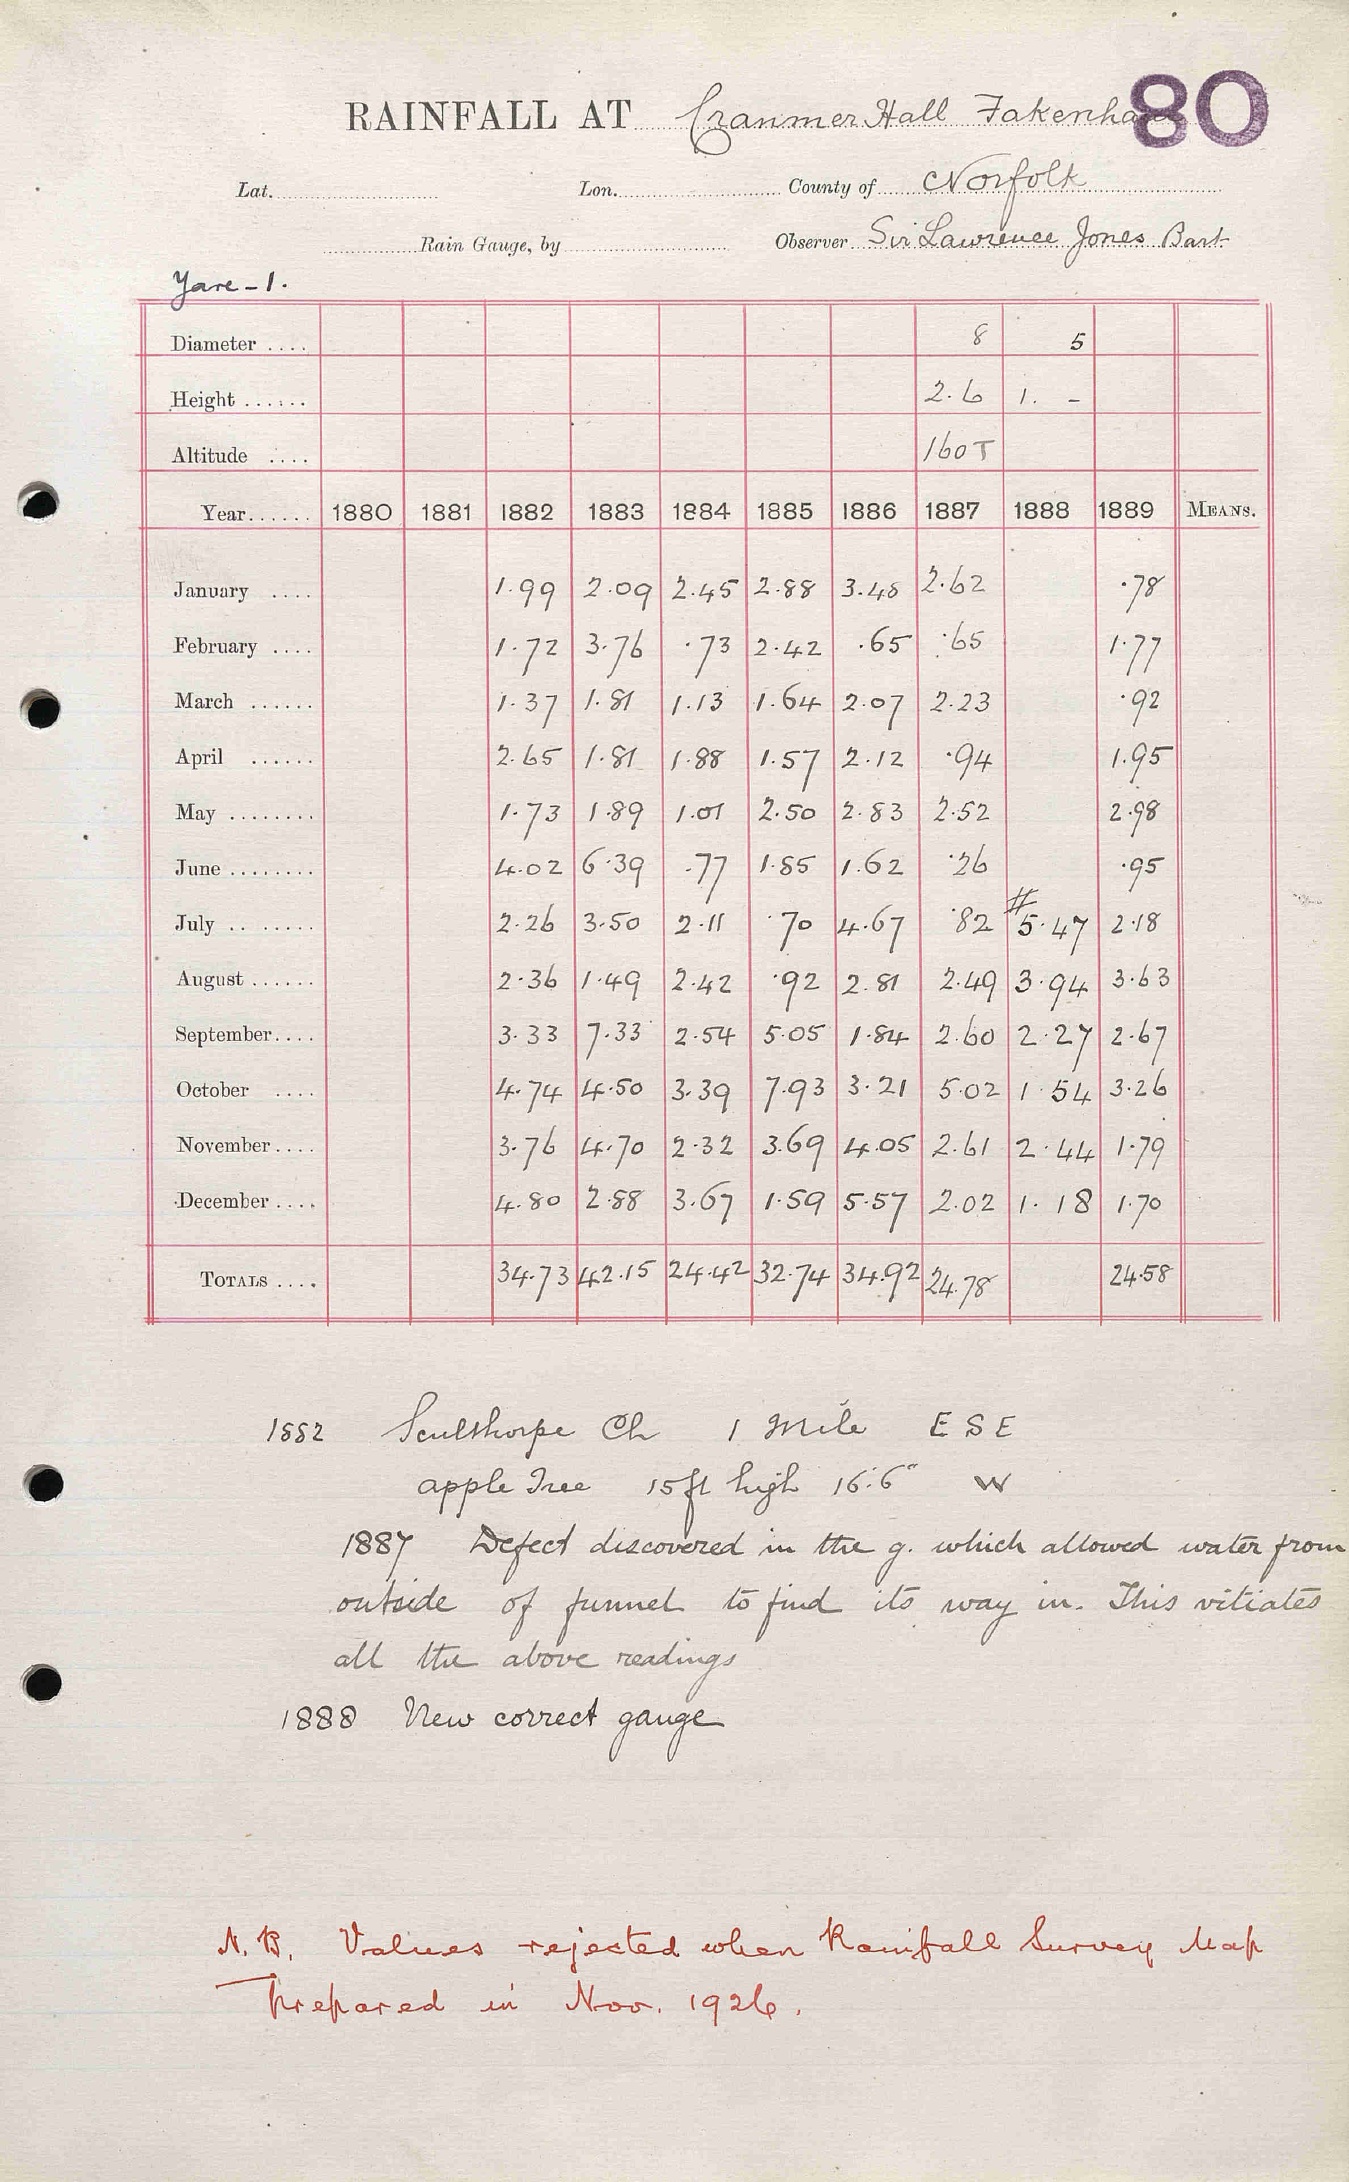 80
RAINFALL AT Cranmer Hall Fakenham
Lat. Lon. County of Norfolk
Rain Gauge, by Observer Sir Lawrence Jones Bart
Yare - 1.
Diameter .... 8 5
Height ...... 2.6 1. -
Altitude .... 160T
Year...... 1880 1881 1882 1883 1884 1885 1886 1887 1888 1889 MEANS.
January .... 1.99 2.09 2.45 2.88 3.48 2.62 .78
February .... 1.72 3.76 .73 2.42 .65 .65 1.77
March ...... 1.37 1.81 1.13 1.64 2.07 2.23 .92
April ...... 2.65 1.81 1.88 1.57 2.12 .94 1.95
May ........ 1.73 1.89 1.01 2.50 2.83 2.52 2.98
June ........ 4.02 6.39 .77 1.85 1.62 .26 .95
July .. ...... 2.26 3.50 2.11 .70 4.67 .82 # 5.47 2.18
August ...... 2.36 1.49 2.42 .92 2.81 2.49 3.94 3.63
September.... 3.33 7.33 2.54 5.05 1.84 2.60 2.27 2.67
October .... 4.74 4.50 3.39 7.93 3.21 5.02 1.54 3.26
November.... 3.76 4.70 2.32 3.69 4.05 2.61 2.44 1.79
December .... 4.80 2.88 3.67 1.59 5.57 2.02 1.18 1.70
TOTALS .... 34.73 42.15 24.42 32.74 34.92 24.78 24.58
1882 Sculthorpe Ch 1 Mile E S E
apple Tree 15ft high 16'.6" W
1887 Defect discovered in the g. which allowed water from
outside of funnel to find its way in. This vitiates
all the above readings
1888 New correct gauge
N.B. Values rejected when Rainfall Survey Map
prepared in Nov. 1926.